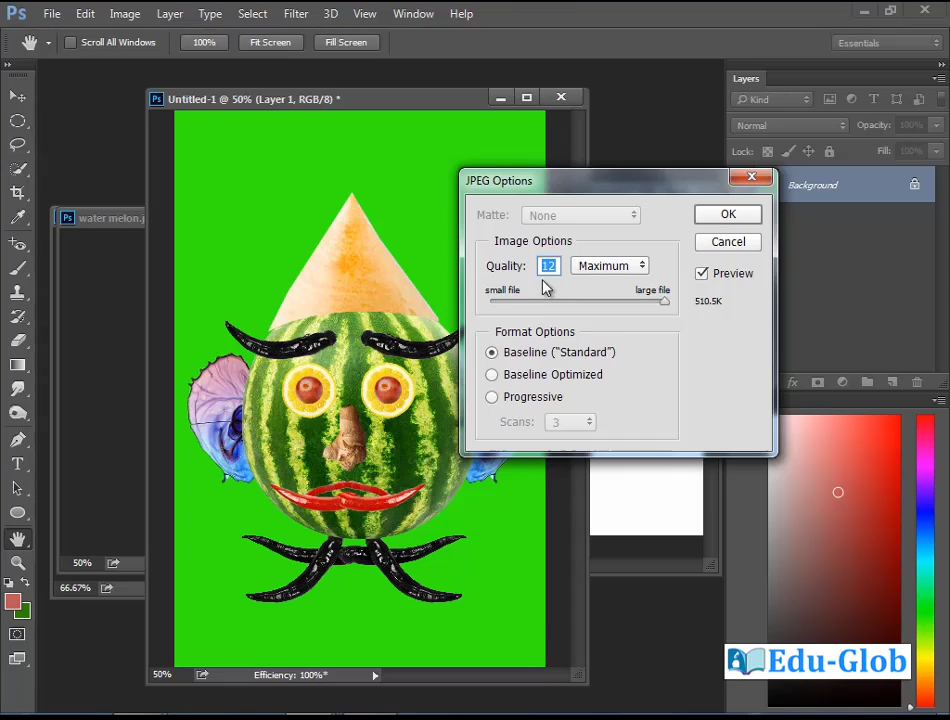 Ps File Edit Image Layer Type Select Filter 3D View Window Help
Scroll All Windows 100% Fit Screen Fill Screen Essentials
Layers
Kind
Normal Opacity: 100%
Lock: Fill: 100%
Background
Ps Untitled-1 @ 50% (Layer 1, RGB/8) *
Ps water melon.j
JPEG Options
Matte: None OK
Image Options Cancel
Quality: 12 Maximum Preview
small file large file 510.5K
Format Options
Baseline ("Standard")
Baseline Optimized
Progressive
Scans: 3
fx
T
50%
66.67%
50% Efficiency: 100%*
Edu-Glob